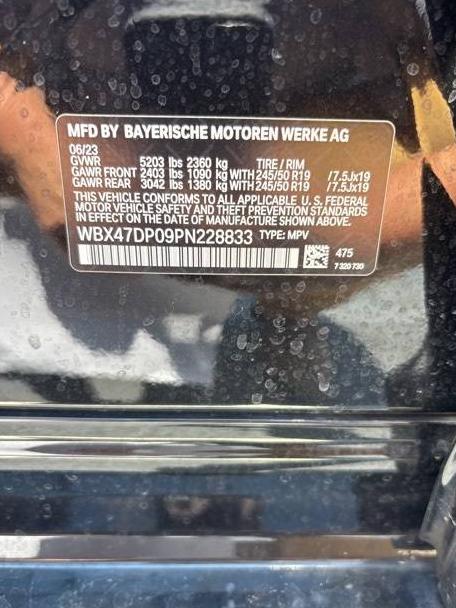 MFD BY BAYERISCHE MOTOREN WERKE AG
06/23
GVWR 5203 lbs 2360 kg TIRE / RIM
GAWR FRONT 2403 lbs 1090 kg WITH 245/50 R19 /7.5Jx19
GAWR REAR 3042 lbs 1380 kg WITH 245/50 R19 /7.5Jx19
THIS VEHICLE CONFORMS TO ALL APPLICABLE U. S. FEDERAL
MOTOR VEHICLE SAFETY AND THEFT PREVENTION STANDARDS
IN EFFECT ON THE DATE OF MANUFACTURE SHOWN ABOVE.
WBX47DP09PN228833 TYPE: MPV
475
7 320 730